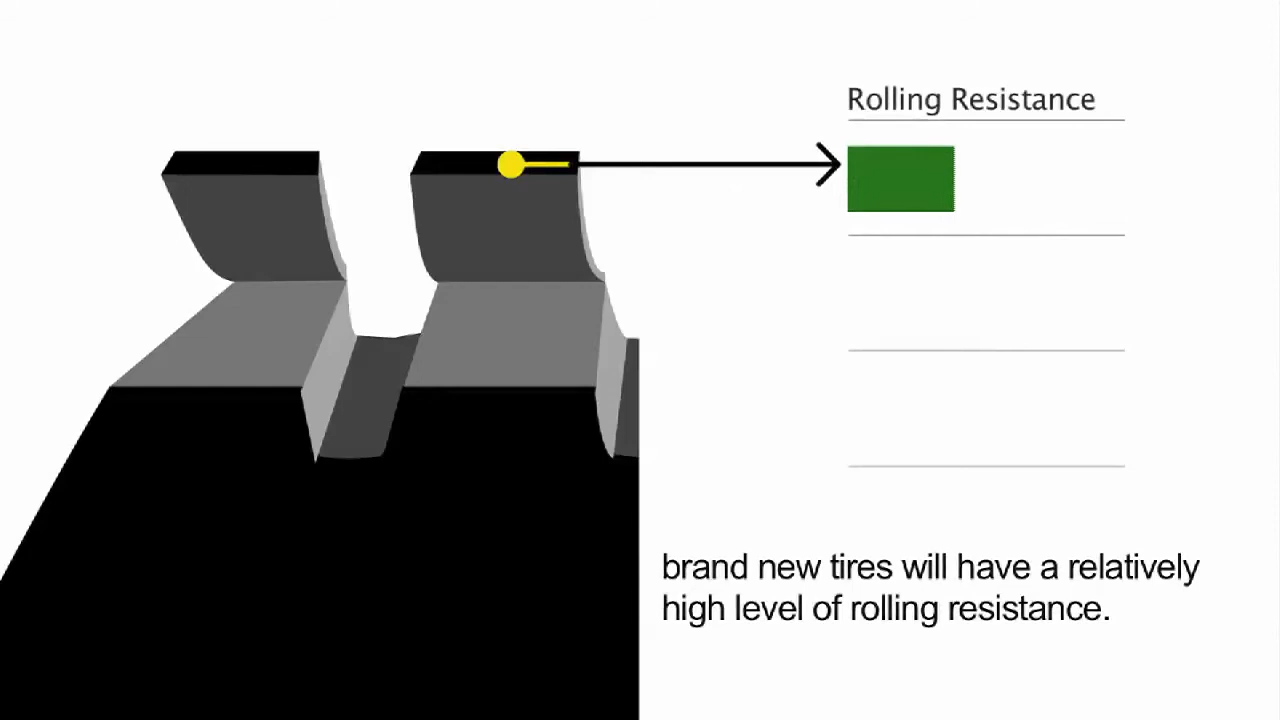 Rolling Resistance
brand new tires will have a relatively
high level of rolling resistance.